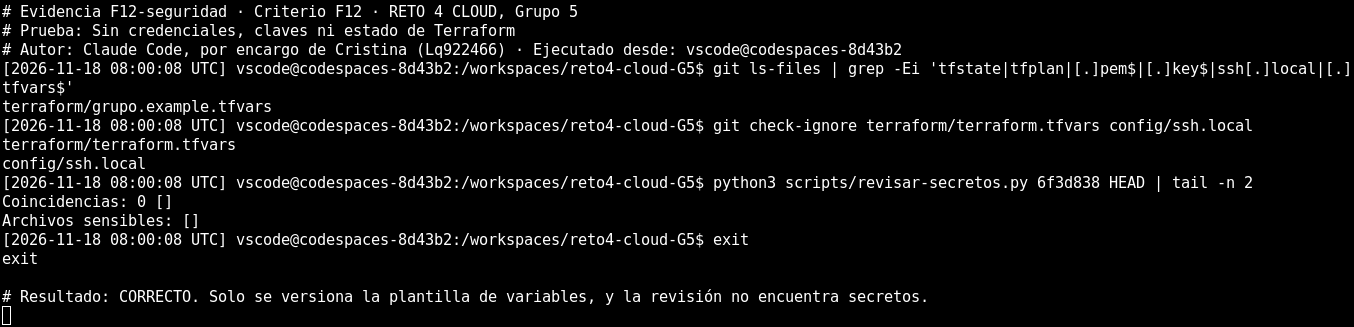 # Evidencia F12-seguridad · Criterio F12 · RETO 4 CLOUD, Grupo 5
# Prueba: Sin credenciales, claves ni estado de Terraform
# Autor: Claude Code, por encargo de Cristina (Lq922466) · Ejecutado desde: vscode@codespaces-8d43b2
[2026-11-18 08:00:08 UTC] vscode@codespaces-8d43b2:/workspaces/reto4-cloud-G5$ git ls-files | grep -Ei 'tfstate|tfplan|[.]pem$|[.]key$|ssh[.]local|[.]
tfvars$'
terraform/grupo.example.tfvars
[2026-11-18 08:00:08 UTC] vscode@codespaces-8d43b2:/workspaces/reto4-cloud-G5$ git check-ignore terraform/terraform.tfvars config/ssh.local
terraform/terraform.tfvars
config/ssh.local
[2026-11-18 08:00:08 UTC] vscode@codespaces-8d43b2:/workspaces/reto4-cloud-G5$ python3 scripts/revisar-secretos.py 6f3d838 HEAD | tail -n 2
Coincidencias: 0 []
Archivos sensibles: []
[2026-11-18 08:00:08 UTC] vscode@codespaces-8d43b2:/workspaces/reto4-cloud-G5$ exit
exit
# Resultado: CORRECTO. Solo se versiona la plantilla de variables, y la revisión no encuentra secretos.